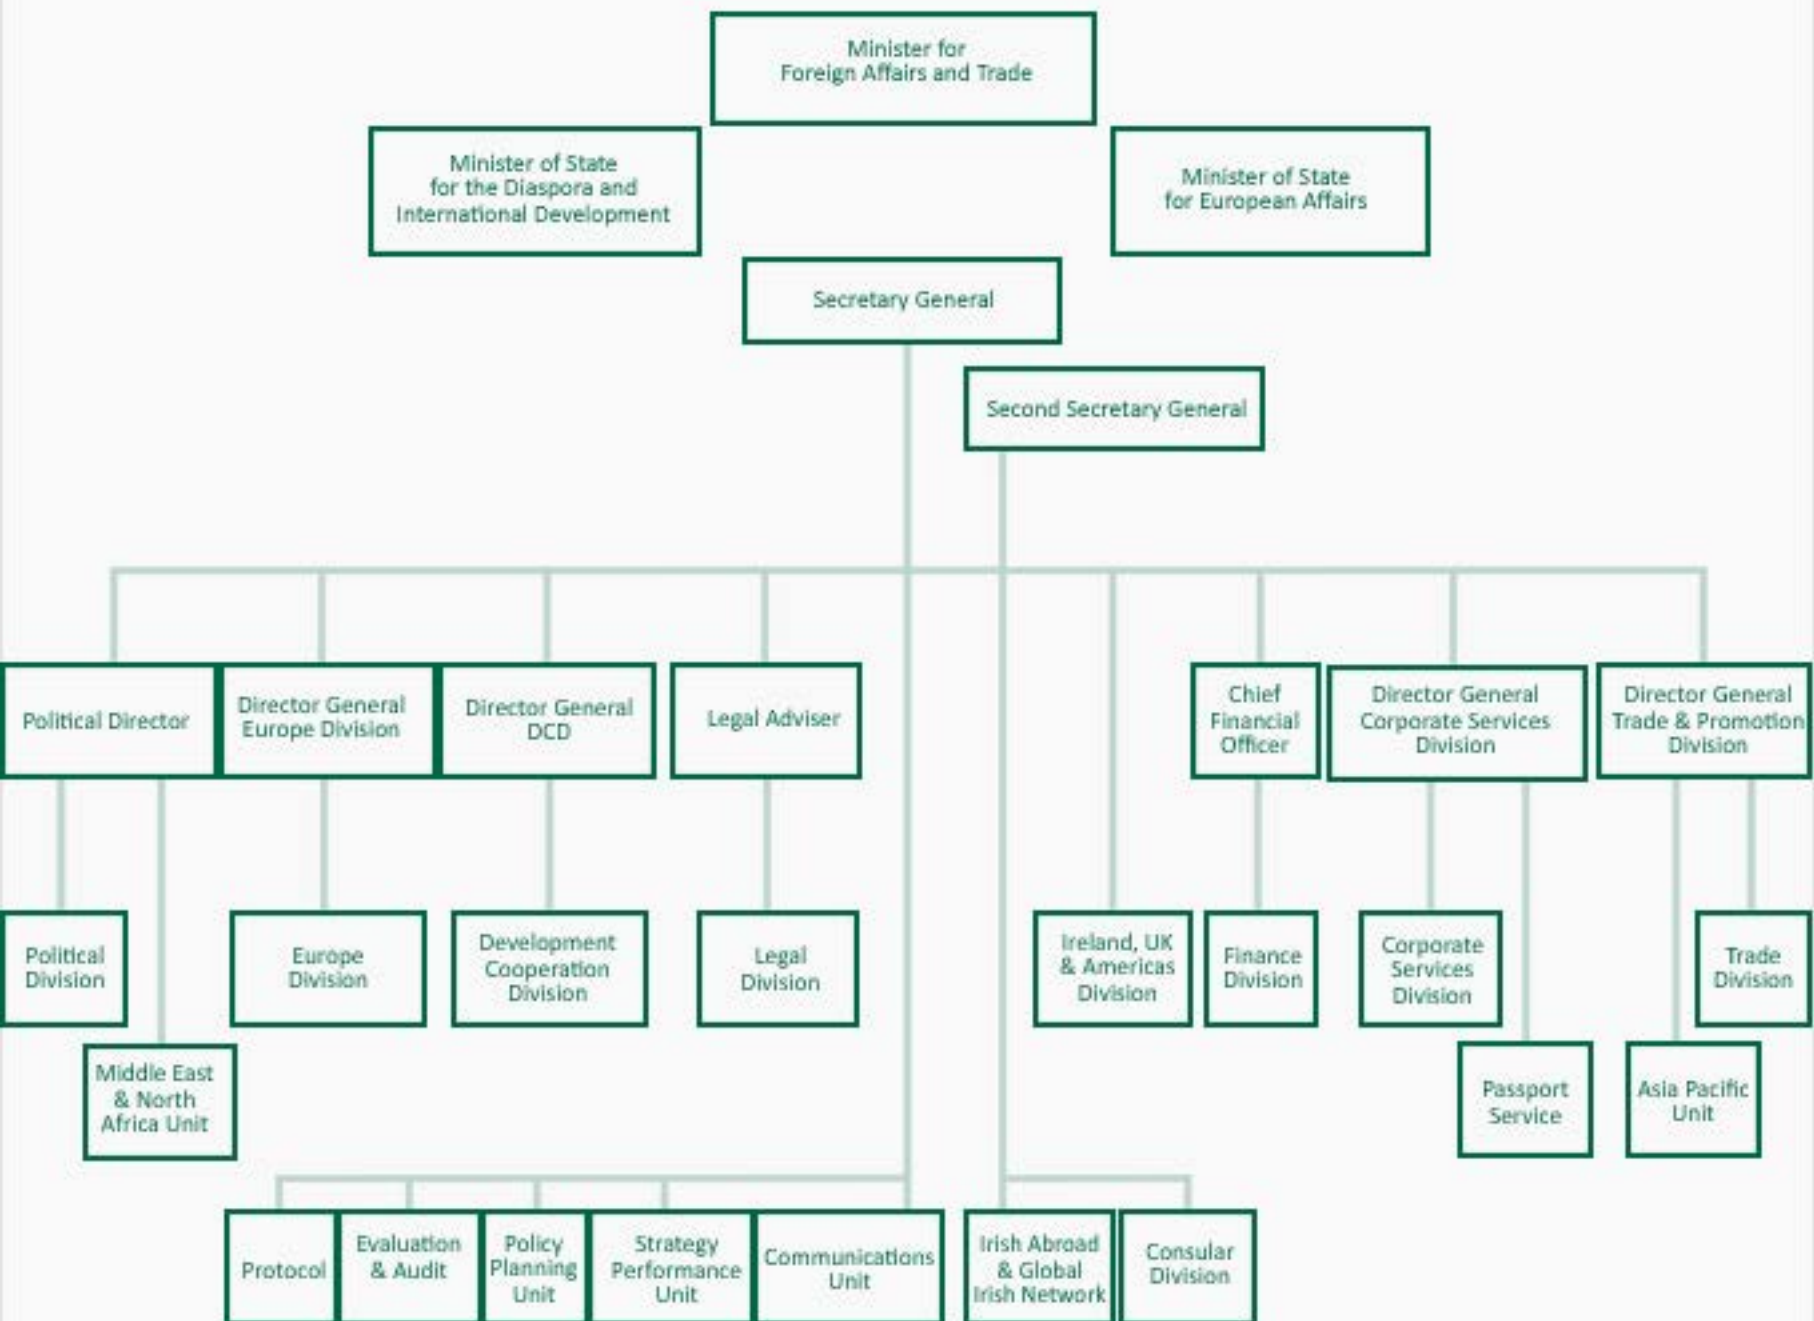 Minister for
Foreign Affairs and Trade
Minister of State
for the Diaspora and
International Development
Minister of State
for European Affairs
Secretary General
Second Secretary General
Political Director
Director General
Europe Division
Director General
DCD
Legal Adviser
Chief
Financial
Officer
Director General
Corporate Services
Division
Director General
Trade & Promotion
Division
Political
Division
Europe
Division
Development
Cooperation
Division
Legal
Division
Ireland, UK
& Americas
Division
Finance
Division
Corporate
Services
Division
Trade
Division
Middle East
& North
Africa Unit
Passport
Service
Asia Pacific
Unit
Protocol
Evaluation
& Audit
Policy
Planning
Unit
Strategy
Performance
Unit
Communications
Unit
Irish Abroad
& Global
Irish Network
Consular
Division